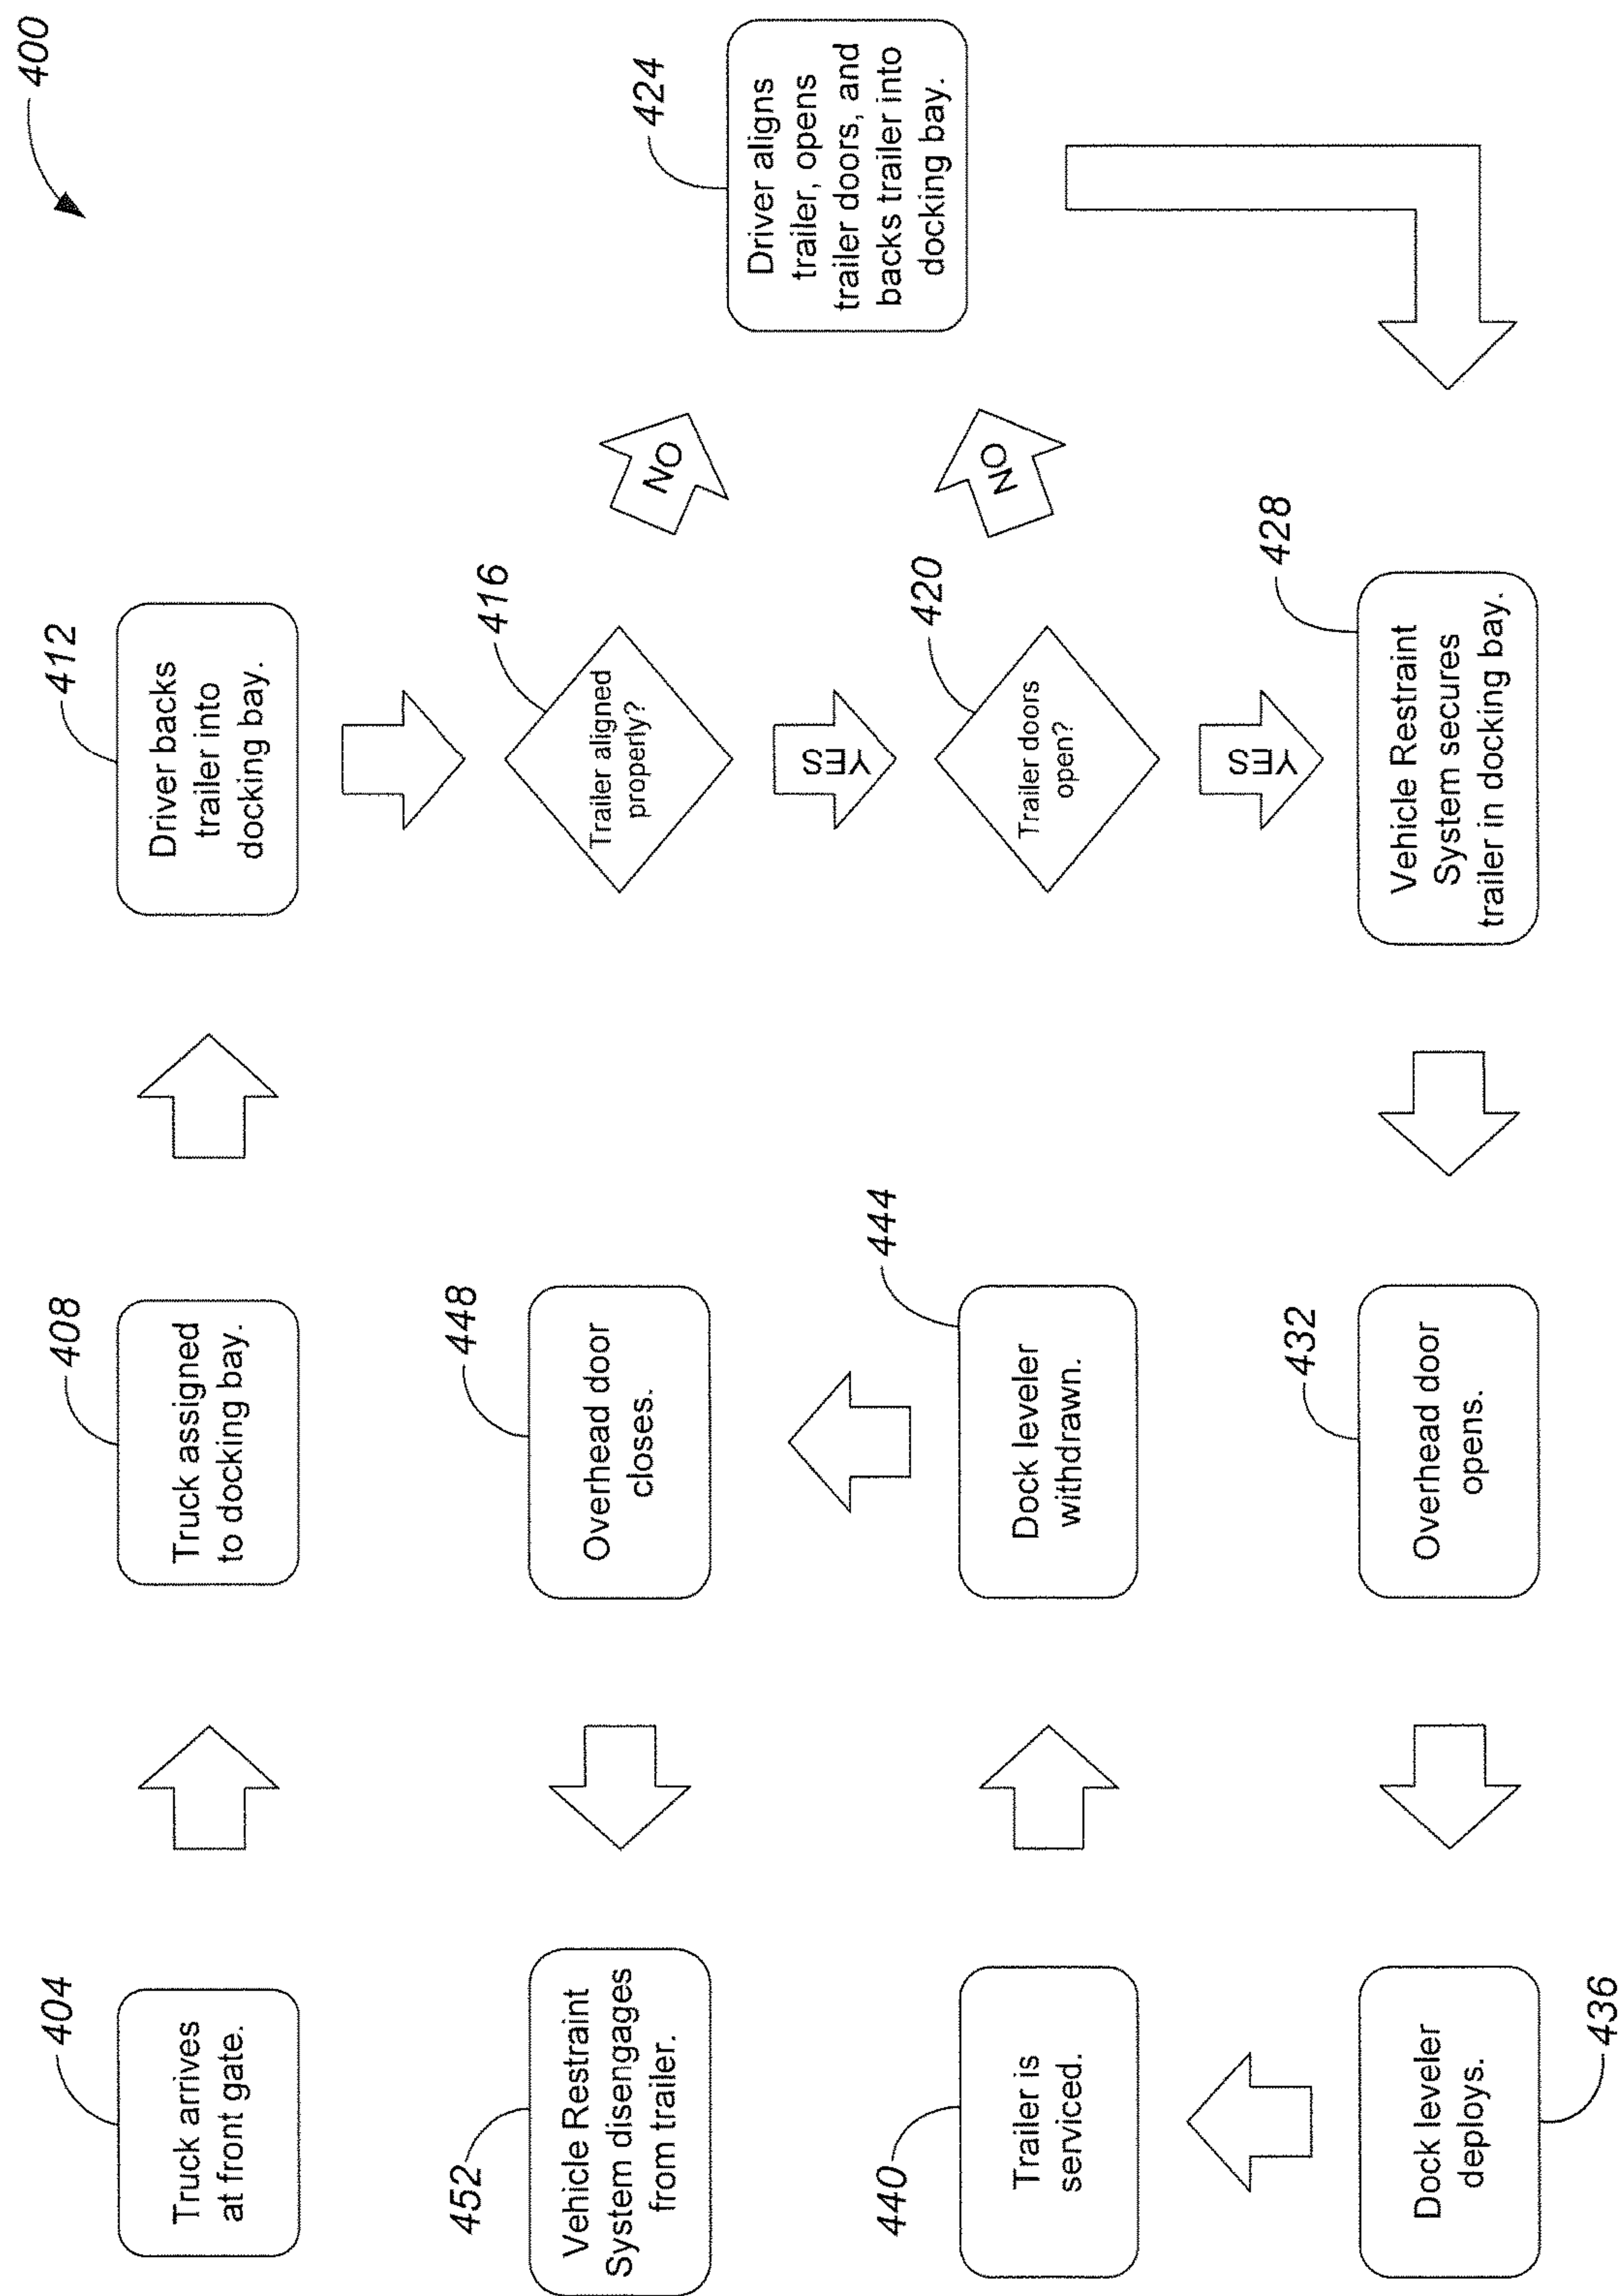 400
404
Truck arrives
at front gate.
408
Truck assigned
to docking bay.
412
Driver backs
trailer into
docking bay.
416
Trailer aligned
properly?
NO
YES
420
Trailer doors
open?
NO
YES
424
Driver aligns
trailer, opens
trailer doors, and
backs trailer into
docking bay.
428
Vehicle Restraint
System secures
trailer in docking bay.
432
Overhead door
opens.
436
Dock leveler
deploys.
440
Trailer is
serviced.
444
Dock leveler
withdrawn.
448
Overhead door
closes.
452
Vehicle Restraint
System disengages
from trailer.